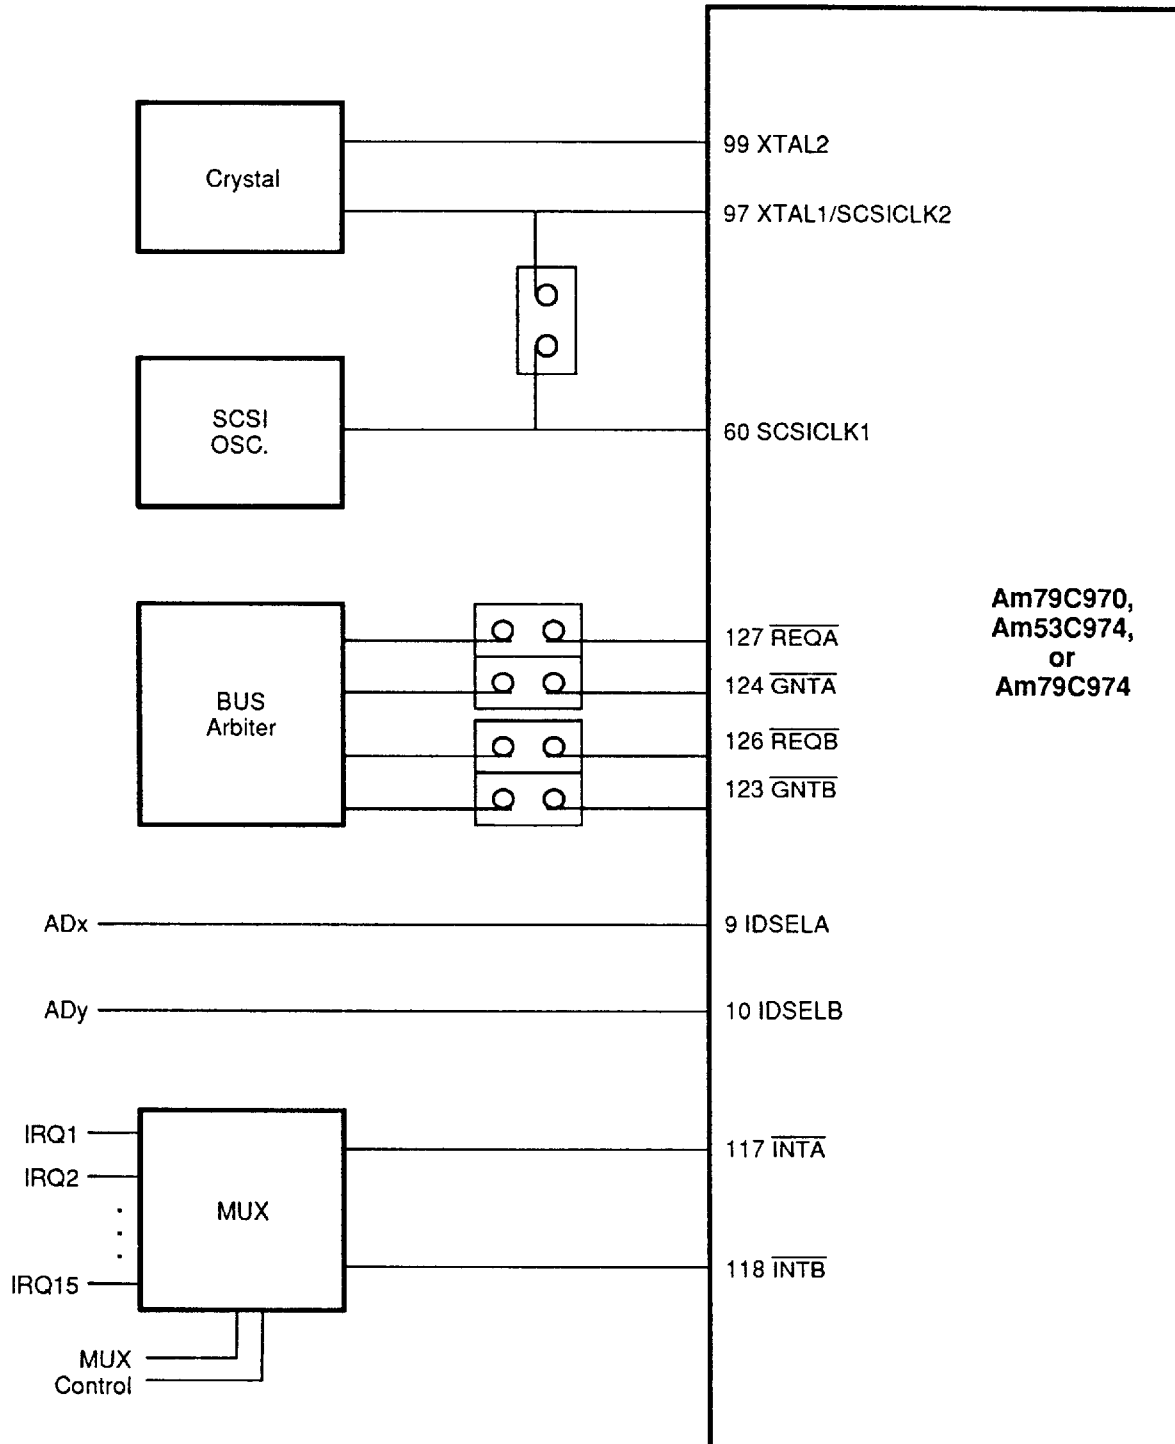 Crystal
99 XTAL2
97 XTAL1/SCSICLK2
SCSI
OSC.
60 SCSICLK1
BUS
Arbiter
127 REQA
124 GNTA
126 REQB
123 GNTB
Am79C970,
Am53C974,
or
Am79C974
ADx
9 IDSELA
ADy
10 IDSELB
IRQ1
IRQ2
.
.
.
IRQ15
MUX
117 INTA
118 INTB
MUX
Control